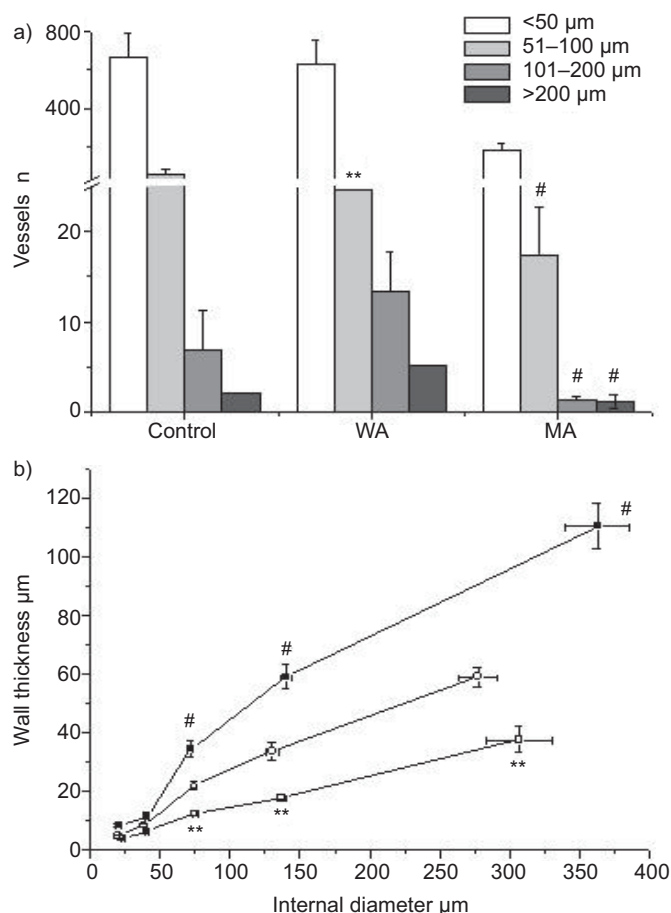 a)
800
400
20
10
0
Vessels n
<50 µm
51–100 µm
101–200 µm
>200 µm
**
#
#
#
Control
WA
MA
b)
120
100
80
60
40
20
0
Wall thickness µm
#
#
#
**
**
**
0
50
100
150
200
250
300
350
400
Internal diameter µm